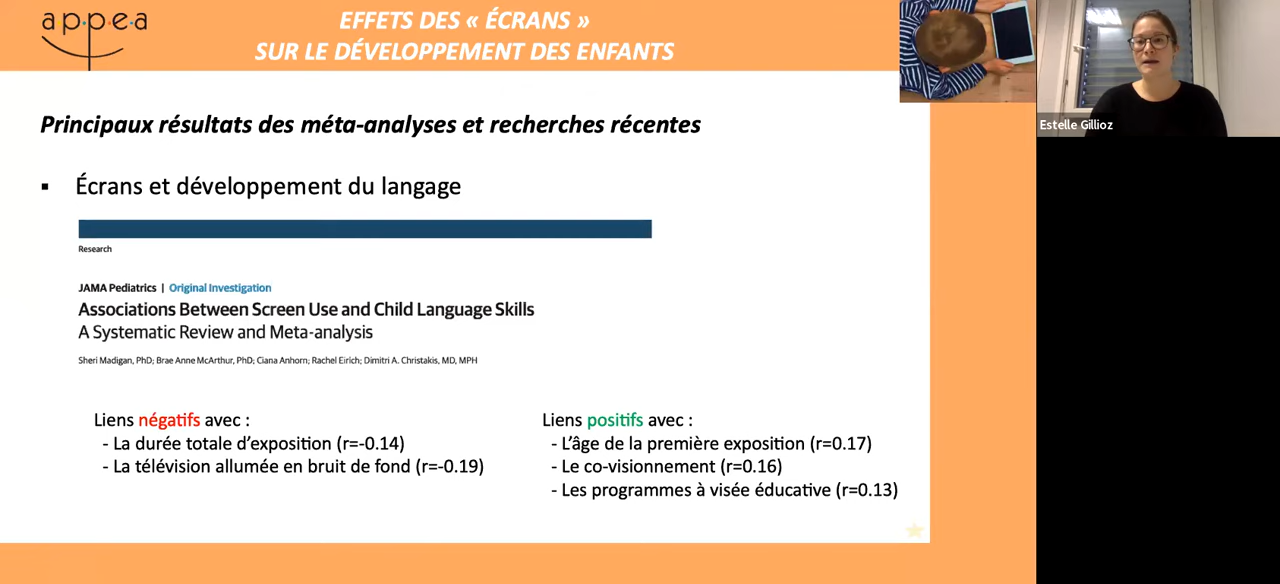 appea
EFFETS DES « ÉCRANS »
SUR LE DÉVELOPPEMENT DES ENFANTS
Estelle Gillioz
Principaux résultats des méta-analyses et recherches récentes
▪ Écrans et développement du langage
Research
JAMA Pediatrics | Original Investigation
Associations Between Screen Use and Child Language Skills
A Systematic Review and Meta-analysis
Sheri Madigan, PhD; Brae Anne McArthur, PhD; Ciana Anhorn; Rachel Eirich; Dimitri A. Christakis, MD, MPH
Liens négatifs avec :
- La durée totale d’exposition (r=-0.14)
- La télévision allumée en bruit de fond (r=-0.19)
Liens positifs avec :
- L’âge de la première exposition (r=0.17)
- Le co-visionnement (r=0.16)
- Les programmes à visée éducative (r=0.13)